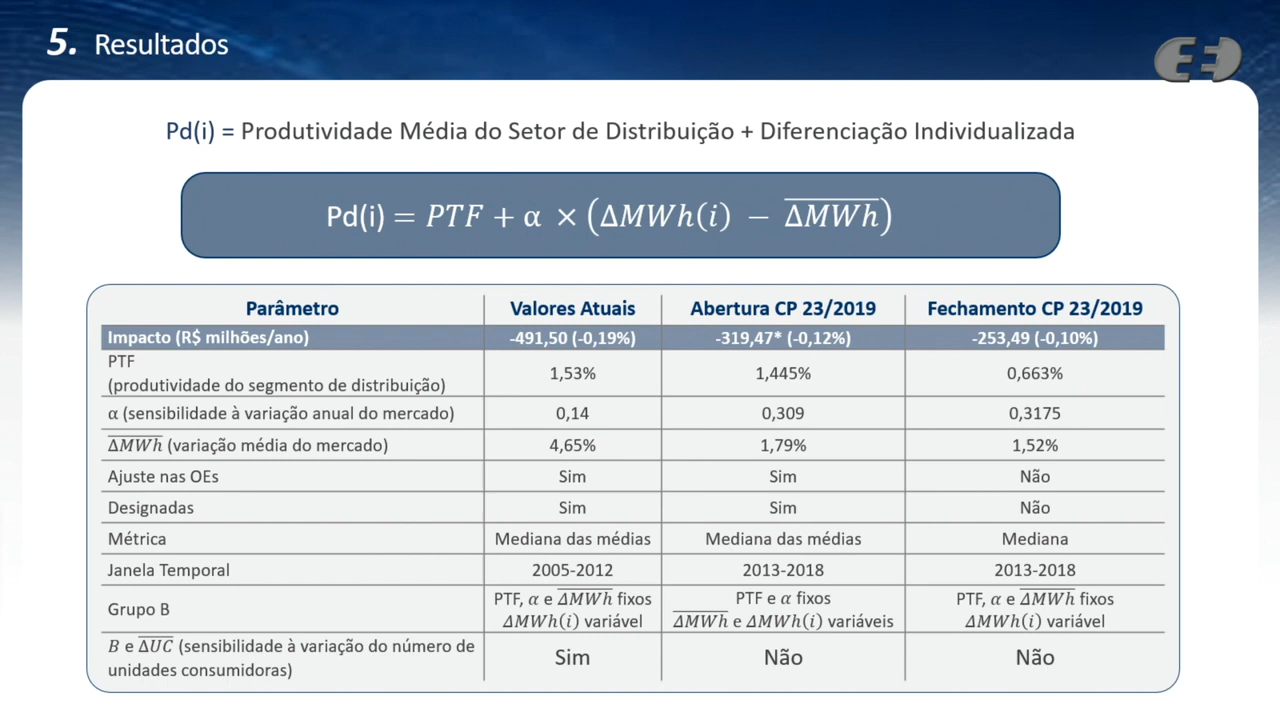 5. Resultados
Pd(i) = Produtividade Média do Setor de Distribuição + Diferenciação Individualizada
Pd(i) = PTF + α × (ΔMWh(i) − \overline{ΔMWh})
Parâmetro Valores Atuais Abertura CP 23/2019 Fechamento CP 23/2019
Impacto (R$ milhões/ano) -491,50 (-0,19%) -319,47* (-0,12%) -253,49 (-0,10%)
PTF
(produtividade do segmento de distribuição) 1,53% 1,445% 0,663%
α (sensibilidade à variação anual do mercado) 0,14 0,309 0,3175
\overline{ΔMWh} (variação média do mercado) 4,65% 1,79% 1,52%
Ajuste nas OEs Sim Sim Não
Designadas Sim Sim Não
Métrica Mediana das médias Mediana das médias Mediana
Janela Temporal 2005-2012 2013-2018 2013-2018
Grupo B
PTF, α e \overline{ΔMWh} fixos
ΔMWh(i) variável
PTF e α fixos
\overline{ΔMWh} e ΔMWh(i) variáveis
PTF, α e \overline{ΔMWh} fixos
ΔMWh(i) variável
B e \overline{ΔUC} (sensibilidade à variação do número de
unidades consumidoras) Sim Não Não